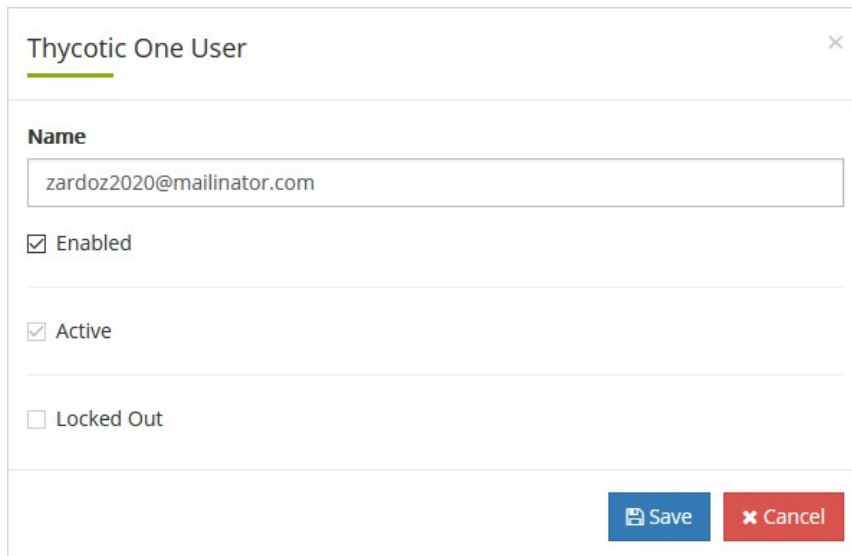 Thycotic One User
Name
zardoz2020@mailinator.com
Enabled
Active
Locked Out
Save
Cancel